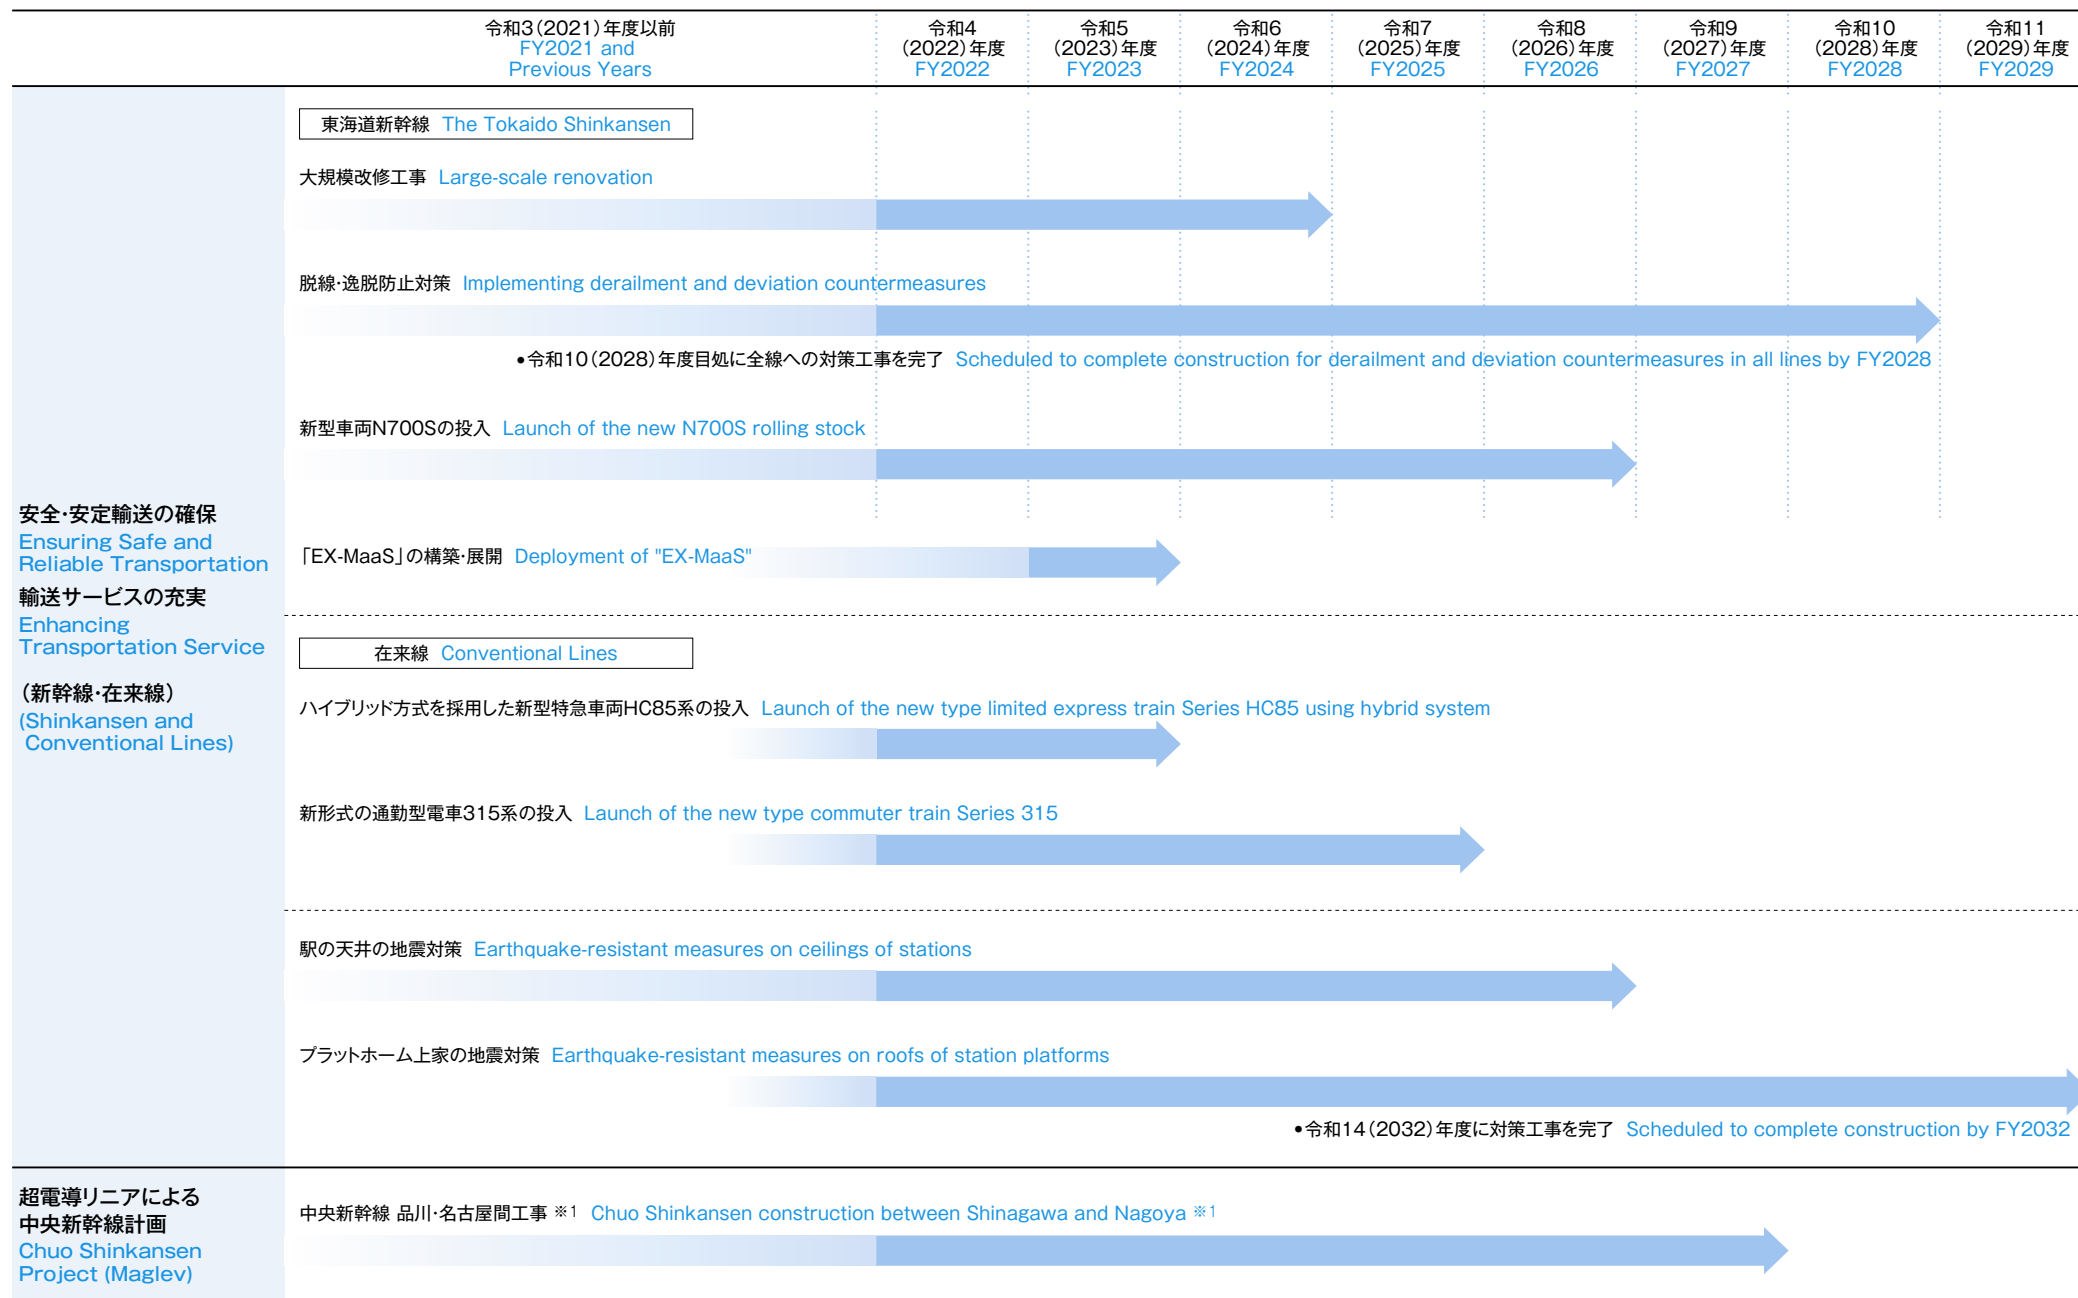 令和3(2021)年度以前
FY2021 and
Previous Years
令和4
(2022)年度
FY2022
令和5
(2023)年度
FY2023
令和6
(2024)年度
FY2024
令和7
(2025)年度
FY2025
令和8
(2026)年度
FY2026
令和9
(2027)年度
FY2027
令和10
(2028)年度
FY2028
令和11
(2029)年度
FY2029
安全・安定輸送の確保
Ensuring Safe and
Reliable Transportation
輸送サービスの充実
Enhancing
Transportation Service
(新幹線・在来線)
(Shinkansen and
Conventional Lines)
東海道新幹線 The Tokaido Shinkansen
大規模改修工事 Large-scale renovation
脱線・逸脱防止対策 Implementing derailment and deviation countermeasures
•令和10(2028)年度目処に全線への対策工事を完了 Scheduled to complete construction for derailment and deviation countermeasures in all lines by FY2028
新型車両N700Sの投入 Launch of the new N700S rolling stock
「EX-MaaS」の構築・展開 Deployment of "EX-MaaS"
在来線 Conventional Lines
ハイブリッド方式を採用した新型特急車両HC85系の投入 Launch of the new type limited express train Series HC85 using hybrid system
新形式の通勤型電車315系の投入 Launch of the new type commuter train Series 315
駅の天井の地震対策 Earthquake-resistant measures on ceilings of stations
プラットホーム上家の地震対策 Earthquake-resistant measures on roofs of station platforms
•令和14(2032)年度に対策工事を完了 Scheduled to complete construction by FY2032
超電導リニアによる
中央新幹線計画
Chuo Shinkansen
Project (Maglev)
中央新幹線 品川・名古屋間工事 ※1 Chuo Shinkansen construction between Shinagawa and Nagoya ※1